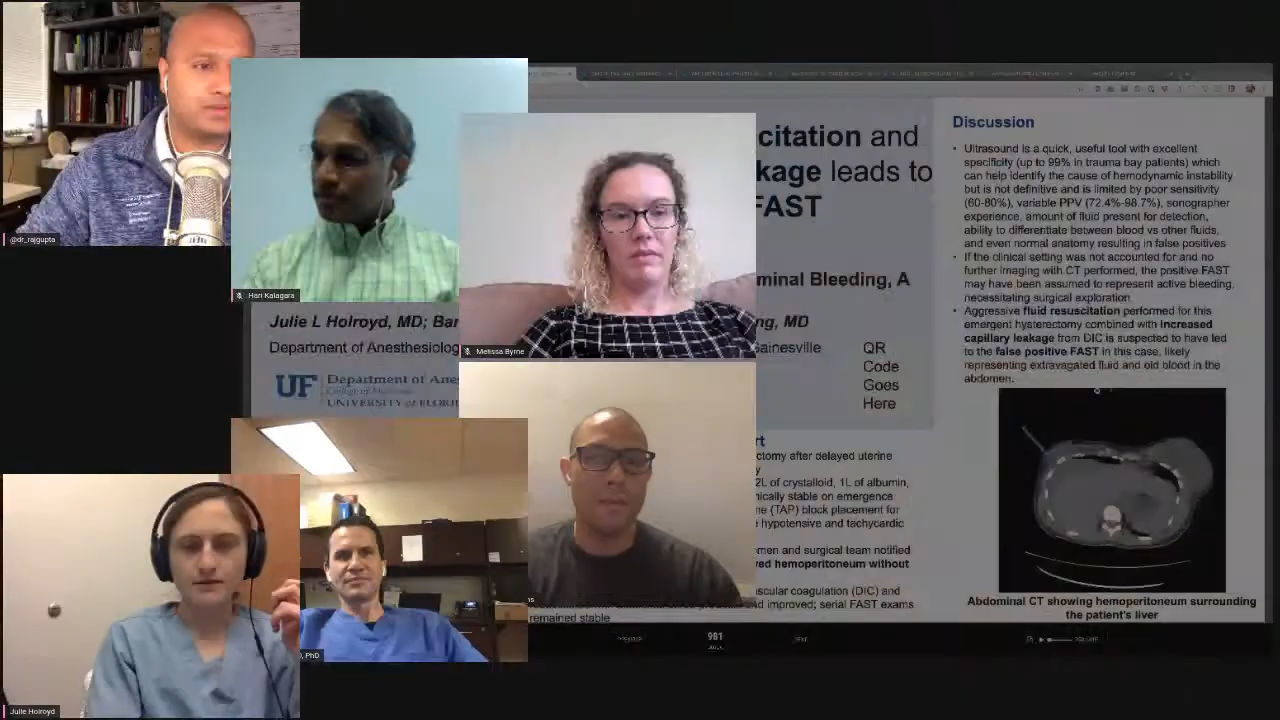 citation and
kage leads to
FAST
minal Bleeding, A
Julie L Holroyd, MD; Bar
ng, MD
Department of Anesthesiolog
Gainesville
QR
Code
Goes
Here
UF
Department of Anes
College of Medicine
UNIVERSITY of FLORID
rt
ctomy after delayed uterine
y
2L of crystalloid, 1L of albumin,
nically stable on emergence
ne (TAP) block placement for
e hypotensive and tachycardic
men and surgical team notified
ved hemoperitoneum without
scular coagulation (DIC) and
and improved; serial FAST exams
remained stable
Discussion
• Ultrasound is a quick, useful tool with excellent
specificity (up to 99% in trauma bay patients) which
can help identify the cause of hemodynamic instability
but is not definitive and is limited by poor sensitivity
(60-80%), variable PPV (72.4%-98.7%), sonographer
experience, amount of fluid present for detection,
ability to differentiate between blood vs other fluids,
and even normal anatomy resulting in false positives
• If the clinical setting was not accounted for and no
further imaging with CT performed, the positive FAST
may have been assumed to represent active bleeding,
necessitating surgical exploration
• Aggressive fluid resuscitation performed for this
emergent hysterectomy combined with increased
capillary leakage from DIC is suspected to have led
to the false positive FAST in this case, likely
representing extravagated fluid and old blood in the
abdomen.
Abdominal CT showing hemoperitoneum surrounding
the patient's liver
981
@dr_rajgupta
Hari Kalagara
Melissa Byrne
ns
), PhD
Julie Holroyd